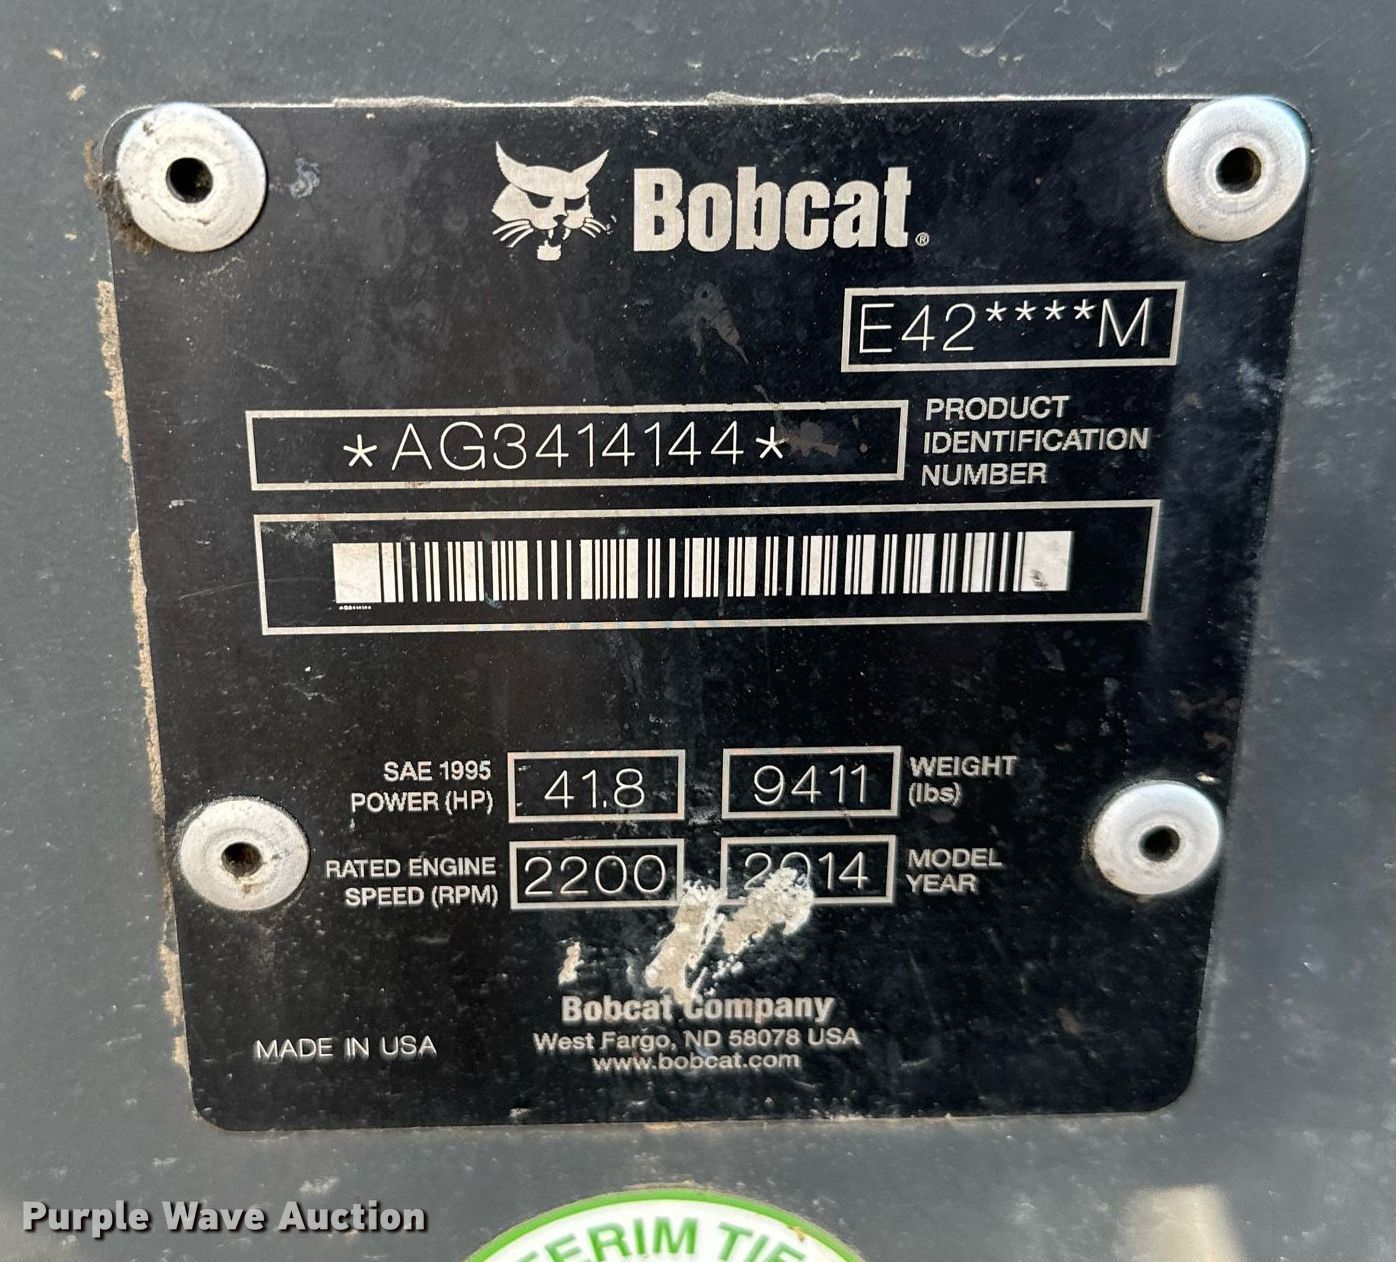 Bobcat®
E42****M
*AG3414144*
PRODUCT
IDENTIFICATION
NUMBER
SAE 1995
POWER (HP)
41.8
9411
WEIGHT
(lbs)
RATED ENGINE
SPEED (RPM)
2200
2014
MODEL
YEAR
Bobcat Company
West Fargo, ND 58078 USA
www.bobcat.com
MADE IN USA
Purple Wave Auction
ERIM TIE